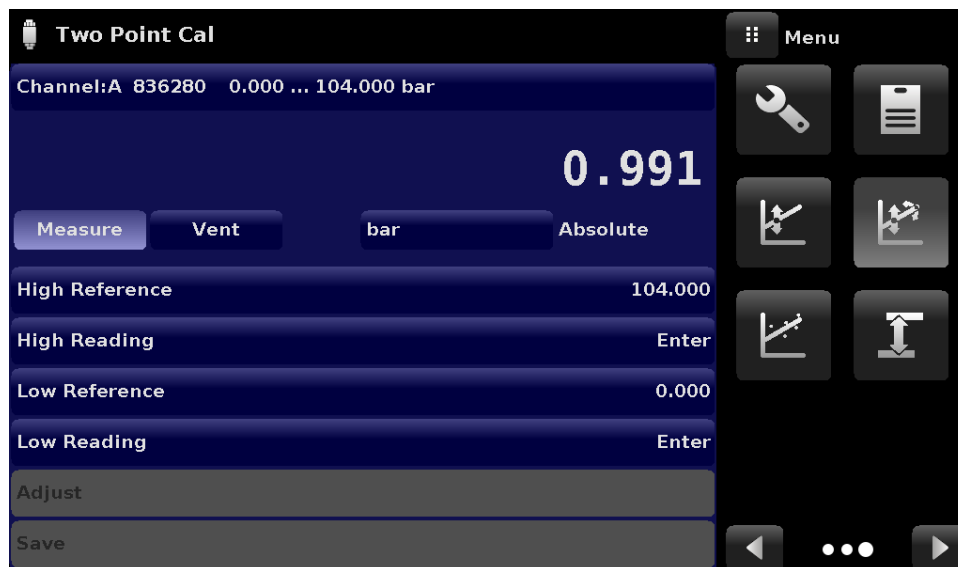 Two Point Cal
Menu
Channel:A 836280 0.000 ... 104.000 bar
0.991
Measure Vent bar Absolute
High Reference 104.000
High Reading Enter
Low Reference 0.000
Low Reading Enter
Adjust
Save